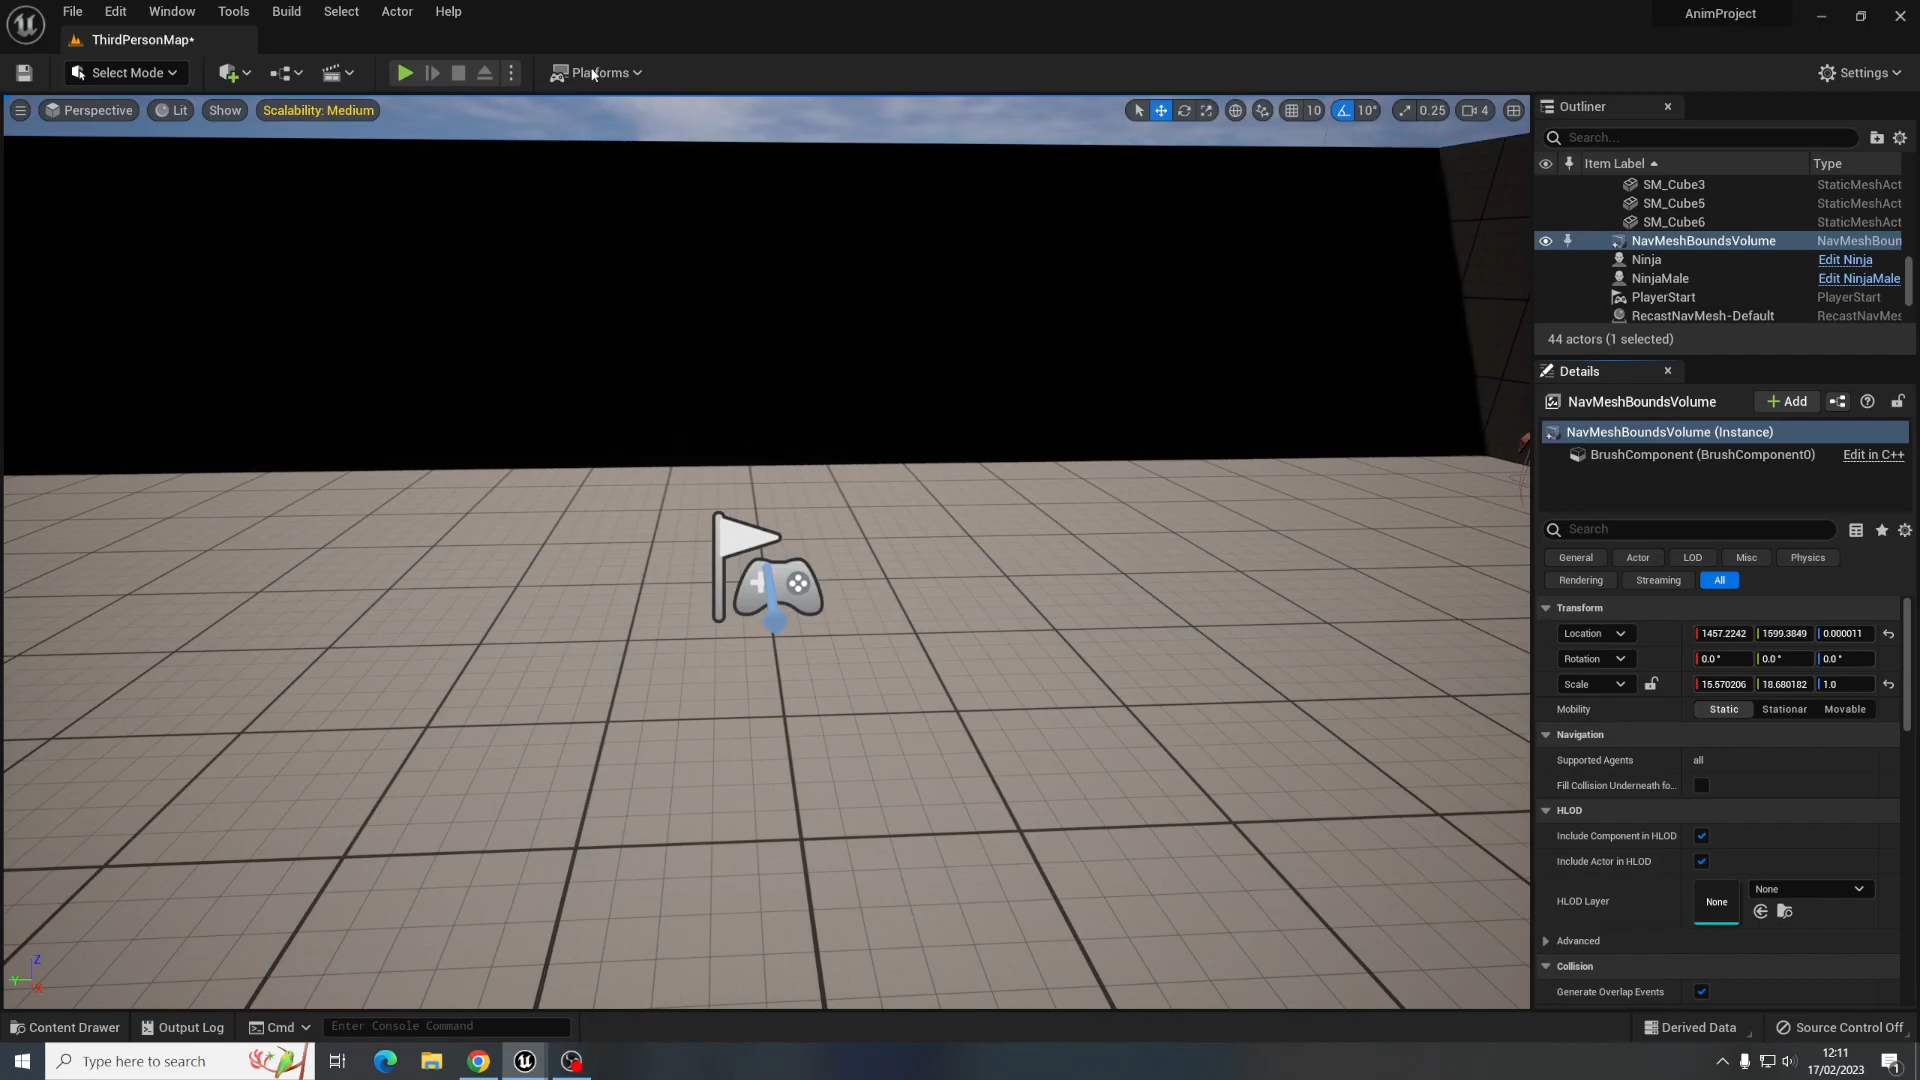 File Edit Window Tools Build Select Actor Help
AnimProject
ThirdPersonMap*
Select Mode
Platforms
Settings
Perspective Lit Show Scalability: Medium
10 10° 0.25 4
Outliner
Search...
Item Label Type
SM_Cube3 StaticMeshAct
SM_Cube5 StaticMeshAct
SM_Cube6 StaticMeshAct
NavMeshBoundsVolume NavMeshBoun
Ninja Edit Ninja
NinjaMale Edit NinjaMale
PlayerStart PlayerStart
RecastNavMesh-Default RecastNavMes
44 actors (1 selected)
Details
NavMeshBoundsVolume Add
NavMeshBoundsVolume (Instance)
BrushComponent (BrushComponent0) Edit in C++
Search
General Actor LOD Misc Physics
Rendering Streaming All
Transform
Location 1457.2242 1599.3849 0.000011
Rotation 0.0° 0.0° 0.0°
Scale 15.570206 18.680182 1.0
Mobility Static Stationar Movable
Navigation
Supported Agents all
Fill Collision Underneath fo...
HLOD
Include Component in HLOD
Include Actor in HLOD
HLOD Layer None None
Advanced
Collision
Generate Overlap Events
Z
Y
X
Content Drawer Output Log Cmd Enter Console Command
Derived Data Source Control Off
Type here to search
12:11
17/02/2023
1